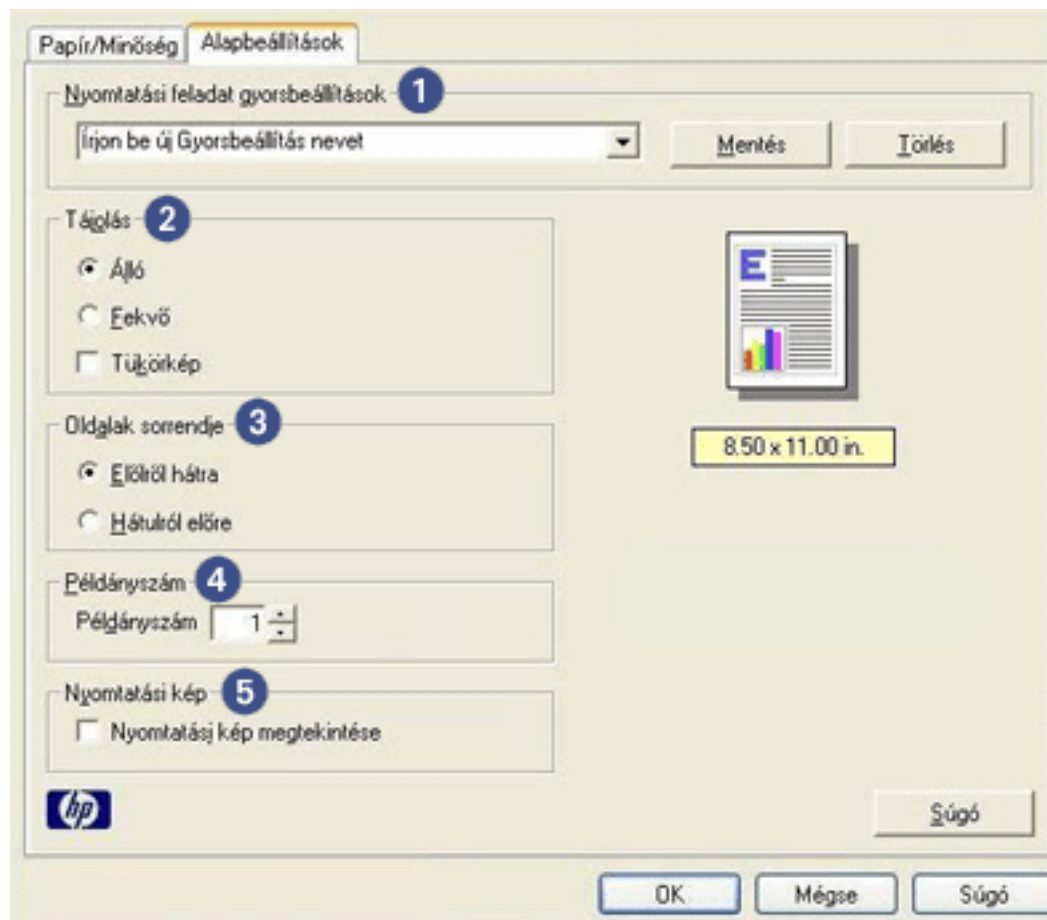 Papír/Minőség Alapbeállítások
Nyomtatási feladat gyorsbeállítások 1
Írjon be új Gyorsbeállítás nevet Mentés Törlés
Tájolás 2
Álló
Fekvő
Tükörkép
E
8.50 x 11.00 in.
Oldalak sorrendje 3
Elölről hátra
Hátulról előre
Példányszám 4
Példányszám 1
Nyomtatási kép 5
Nyomtatási kép megtekintése
hp Súgó
OK Mégse Súgó